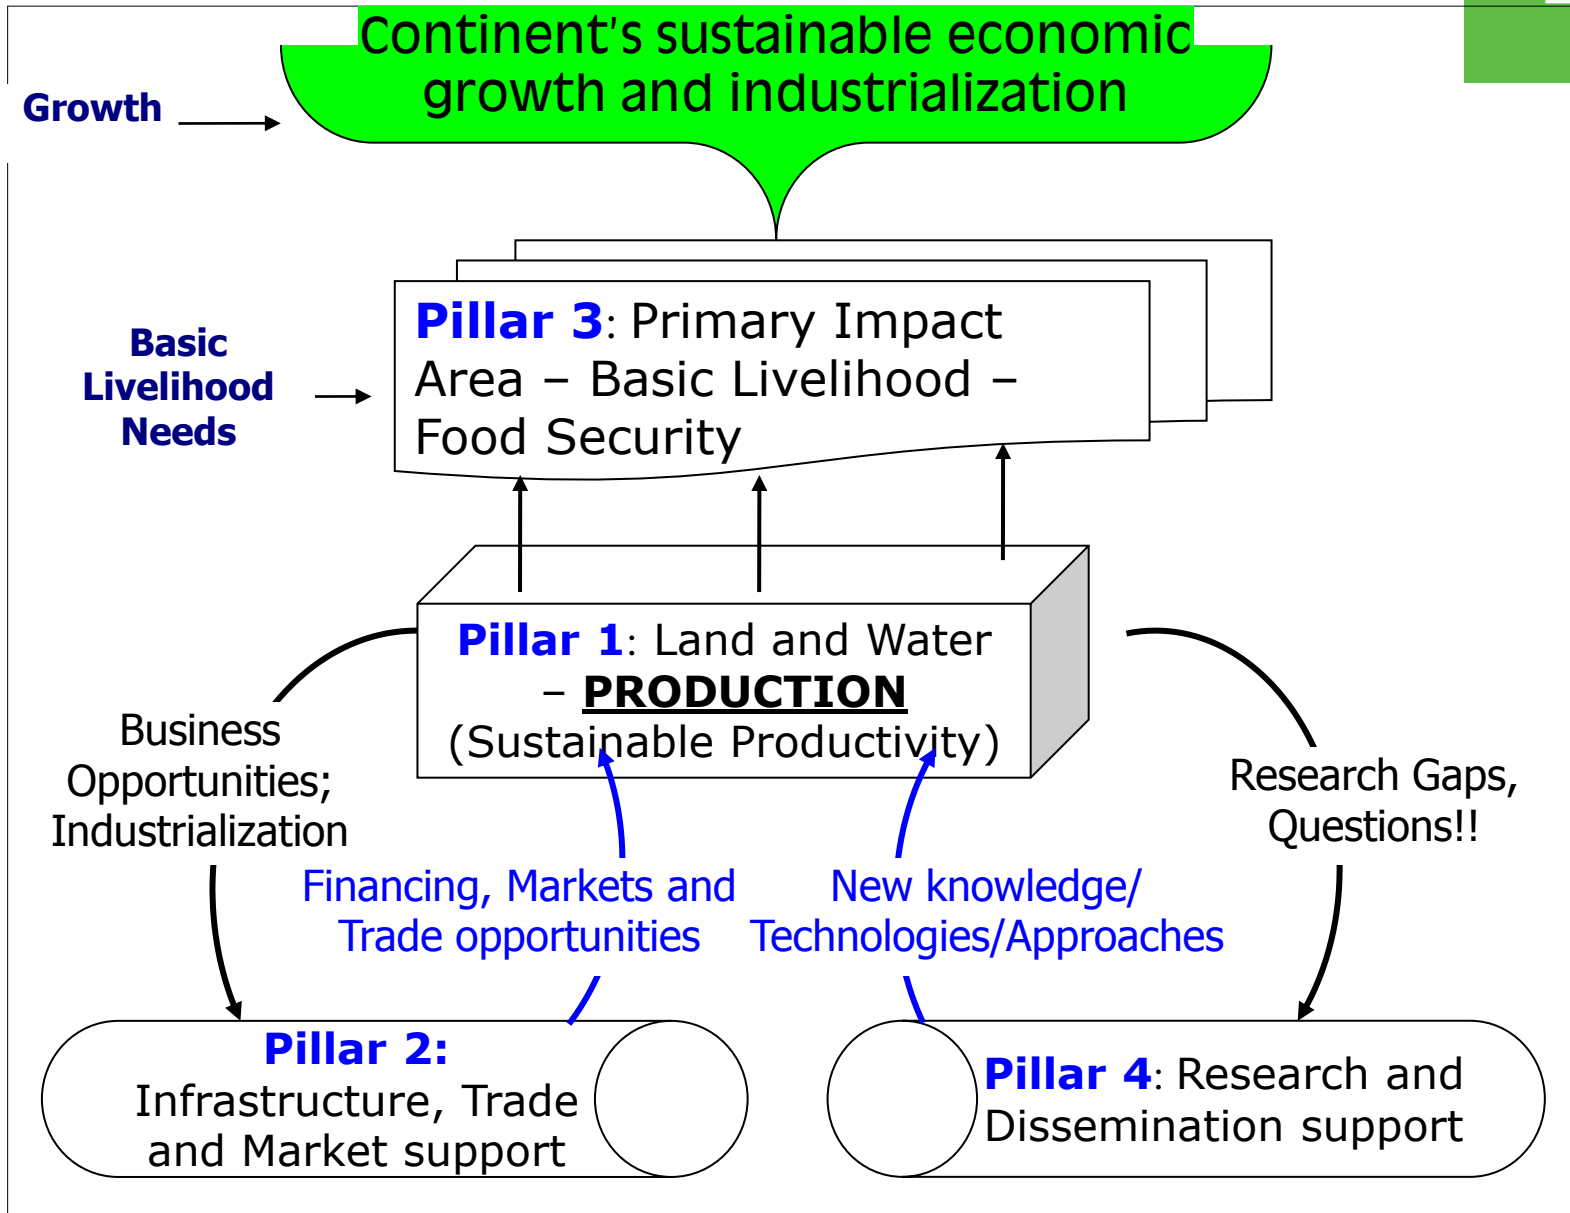 Continent's sustainable economic
growth and industrialization
Growth
Pillar 3: Primary Impact
Area – Basic Livelihood –
Food Security
Basic
Livelihood
Needs
Pillar 1: Land and Water
– PRODUCTION
(Sustainable Productivity)
Business
Opportunities;
Industrialization
Research Gaps,
Questions!!
Financing, Markets and
Trade opportunities
New knowledge/
Technologies/Approaches
Pillar 2:
Infrastructure, Trade
and Market support
Pillar 4: Research and
Dissemination support